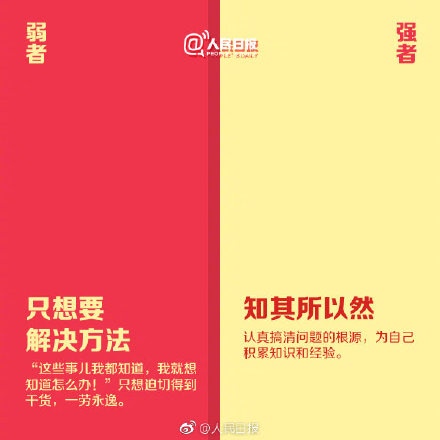 弱者
@人民日报
PEOPLE'S DAILY
强者
只想要
解决方法
“这些事儿我都知道，我就想
知道怎么办！”只想迫切得到
干货，一劳永逸。
知其所以然
认真搞清问题的根源，为自己
积累知识和经验。
@人民日报